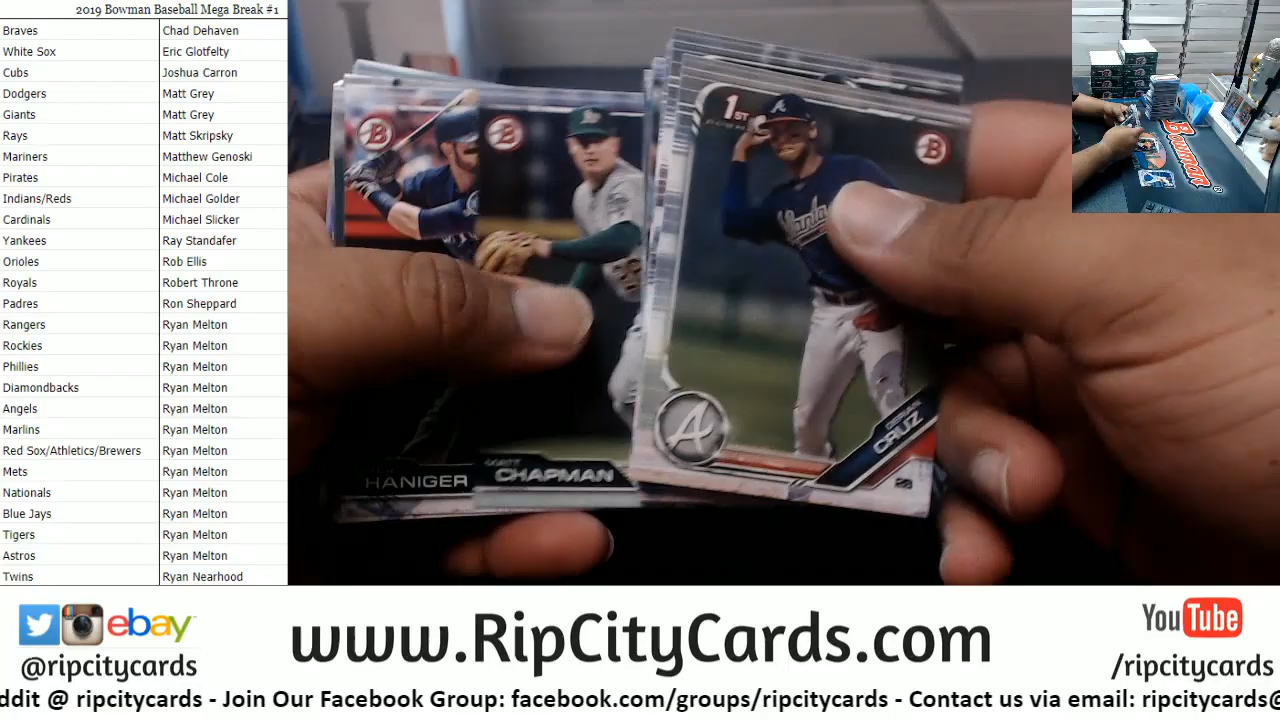 2019 Bowman Baseball Mega Break #1
Braves Chad Dehaven
White Sox Eric Glotfelty
Cubs Joshua Carron
Dodgers Matt Grey
Giants Matt Grey
Rays Matt Skripsky
Mariners Matthew Genoski
Pirates Michael Cole
Indians/Reds Michael Golder
Cardinals Michael Slicker
Yankees Ray Standafer
Orioles Rob Ellis
Royals Robert Throne
Padres Ron Sheppard
Rangers Ryan Melton
Rockies Ryan Melton
Phillies Ryan Melton
Diamondbacks Ryan Melton
Angels Ryan Melton
Marlins Ryan Melton
Red Sox/Athletics/Brewers Ryan Melton
Mets Ryan Melton
Nationals Ryan Melton
Blue Jays Ryan Melton
Tigers Ryan Melton
Astros Ryan Melton
Twins Ryan Nearhood
B
B
1ST
A
B
Atlanta
HANIGER
MATT
CHAPMAN
A
CRUZ
Bowman
ebay
@ripcitycards
www.RipCityCards.com
YouTube
/ripcitycards
ddit @ ripcitycards - Join Our Facebook Group: facebook.com/groups/ripcitycards - Contact us via email: ripcitycards@